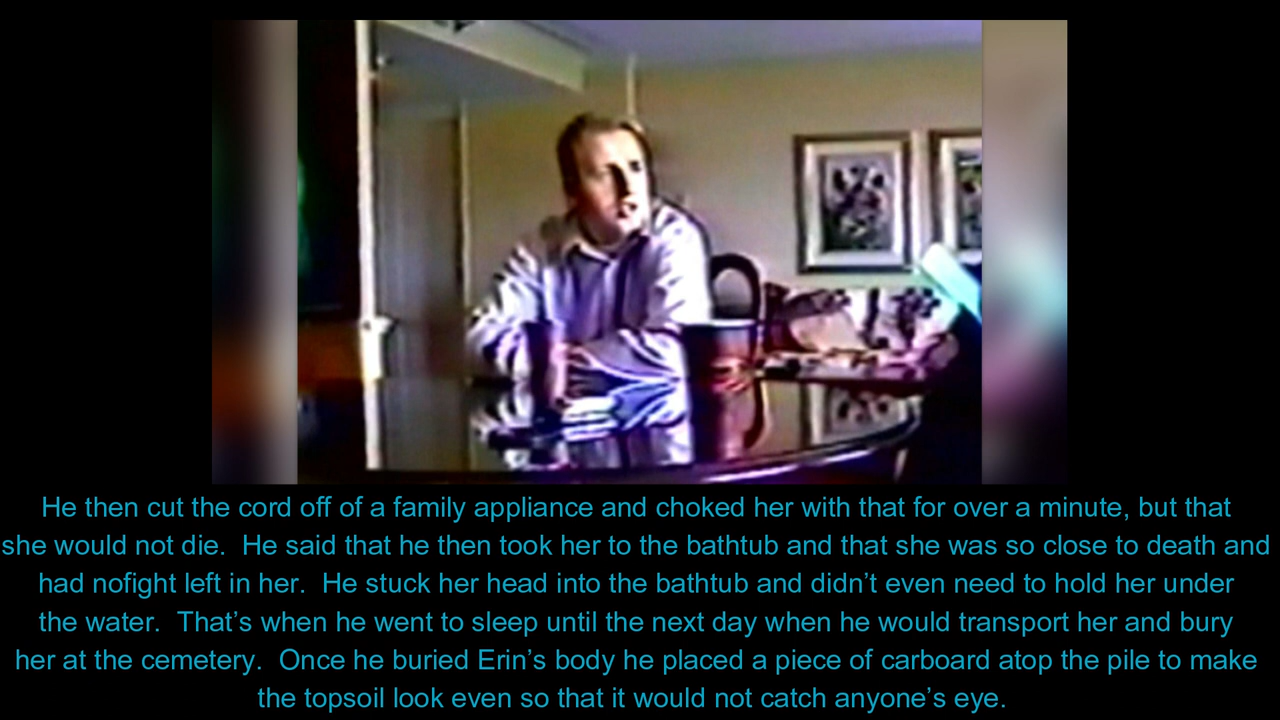 He then cut the cord off of a family appliance and choked her with that for over a minute, but that
she would not die.  He said that he then took her to the bathtub and that she was so close to death and
had nofight left in her.  He stuck her head into the bathtub and didn’t even need to hold her under
the water.  That’s when he went to sleep until the next day when he would transport her and bury
her at the cemetery.  Once he buried Erin’s body he placed a piece of carboard atop the pile to make
the topsoil look even so that it would not catch anyone’s eye.